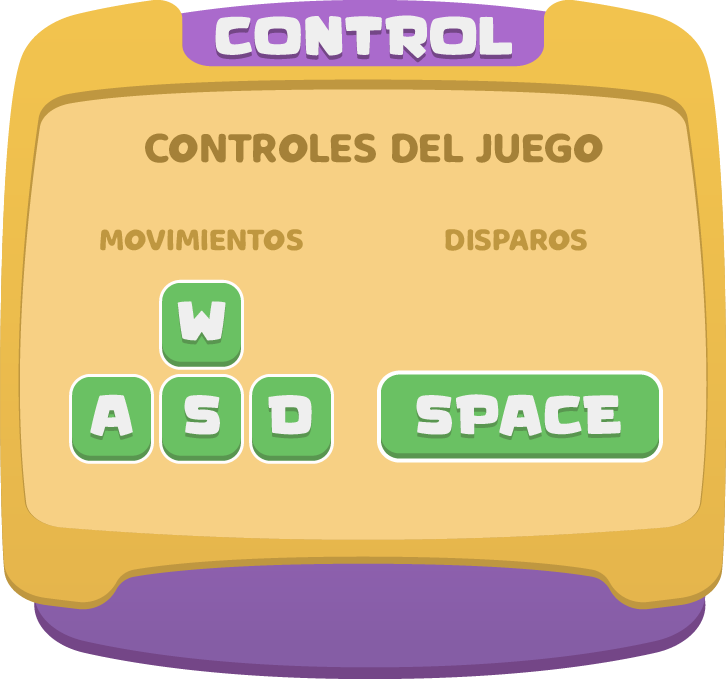 CONTROL
CONTROLES DEL JUEGO
MOVIMIENTOS
DISPAROS
W
A S D
SPACE